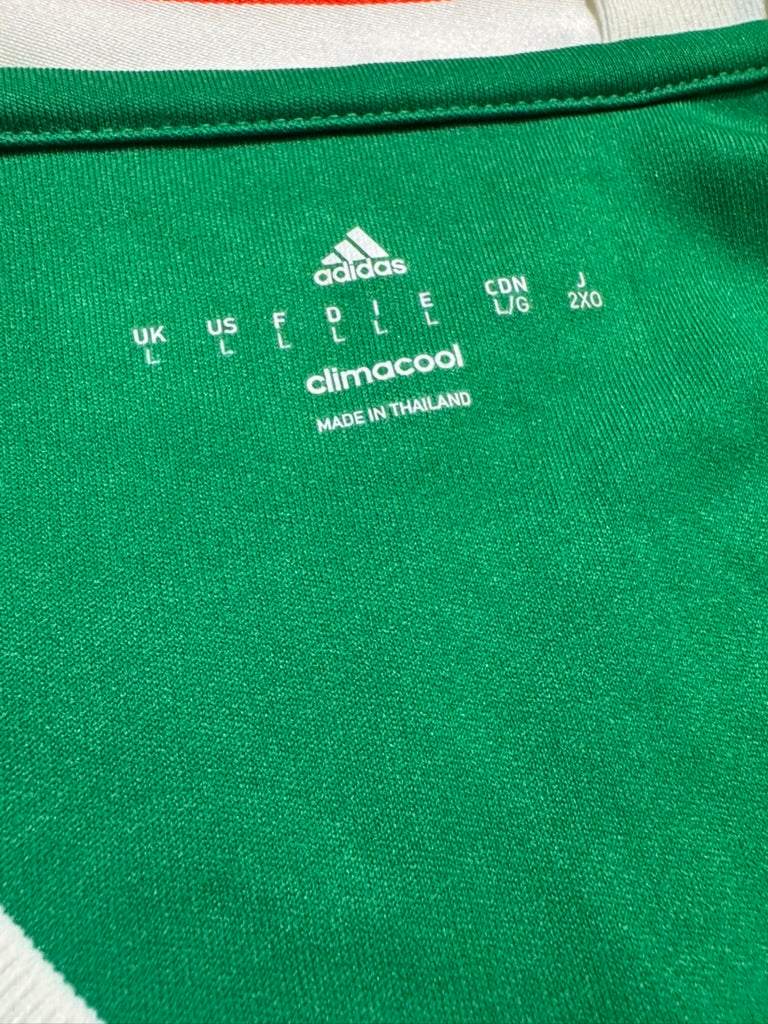 adidas
UK US F D I E CDN J
L L L L L L L/G 2XO
climacool
MADE IN THAILAND